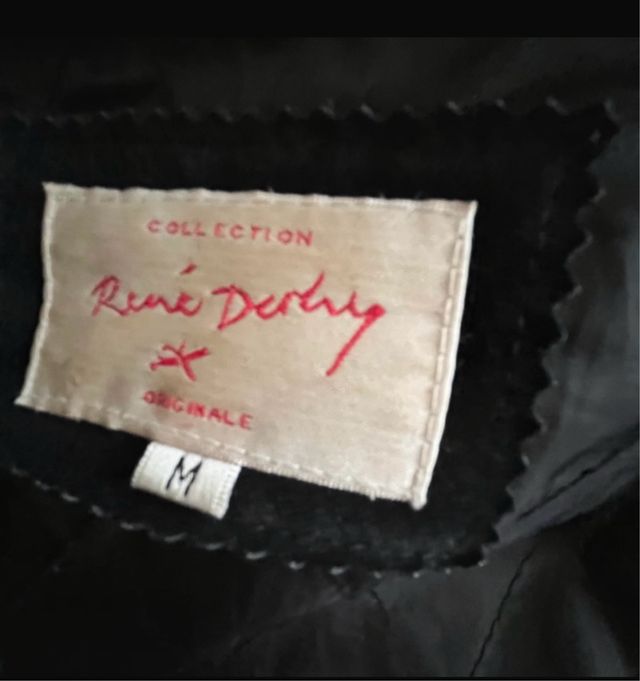 COLLECTION
René Derhy
ORIGINALE
M